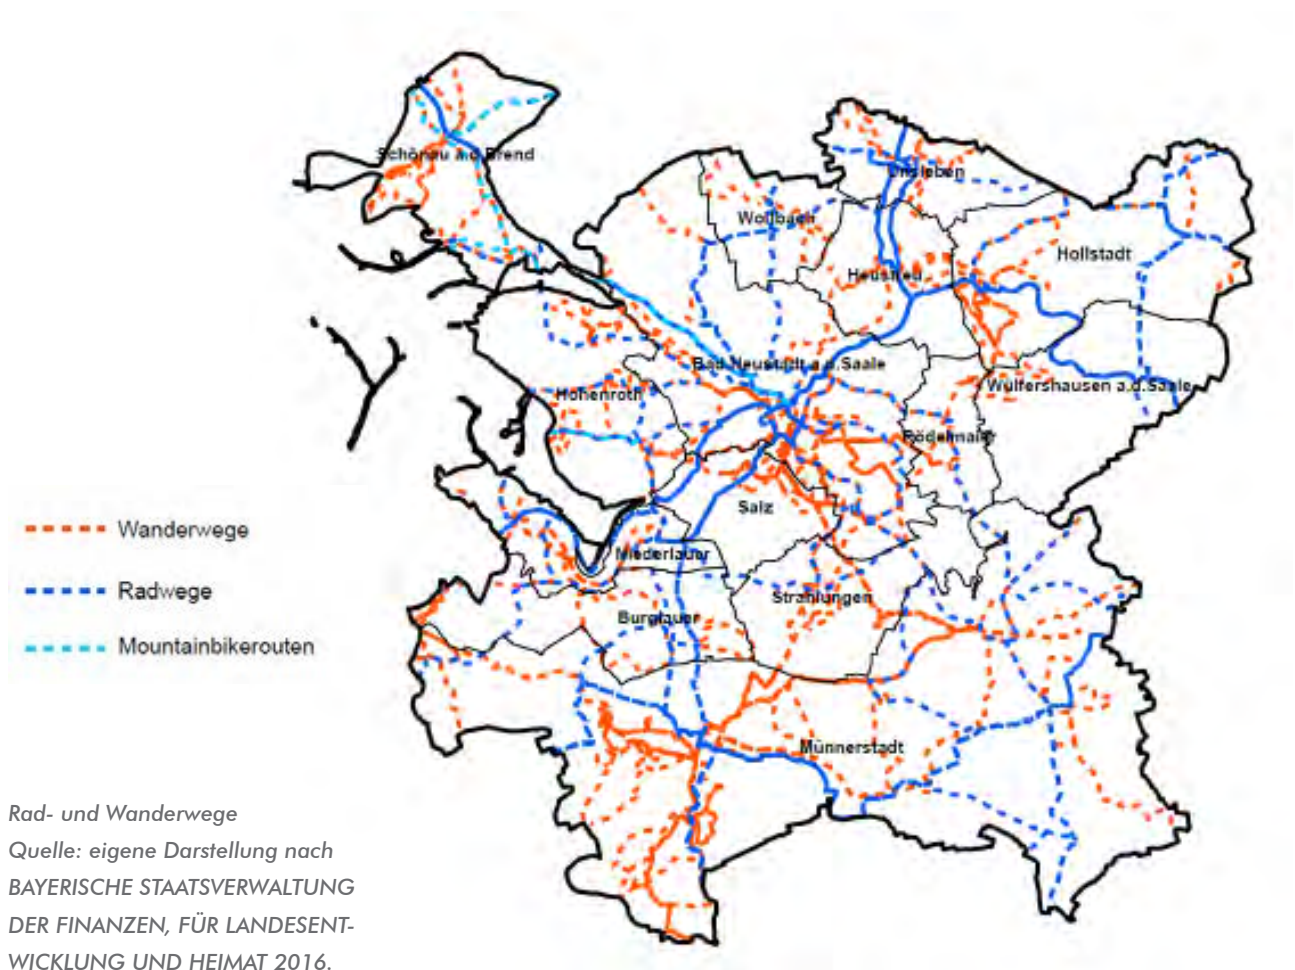 Schönau a.d.Brend
Unsleben
Wollbach
Hollstadt
Heustreu
Bad Neustadt a.d.Saale
Wülfershausen a.d.Saale
Hohenroth
Rödelmaier
Salz
Wanderwege
Niederlauer
Radwege
Strahlungen
Burglauer
Mountainbikerouten
Münnerstadt
Rad- und Wanderwege
Quelle: eigene Darstellung nach
BAYERISCHE STAATSVERWALTUNG
DER FINANZEN, FÜR LANDESENT-
WICKLUNG UND HEIMAT 2016.